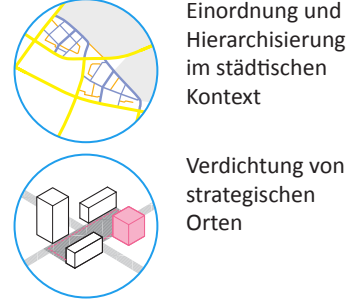 Einordnung und
Hierarchisierung
im städtischen
Kontext
Verdichtung von
strategischen
Orten